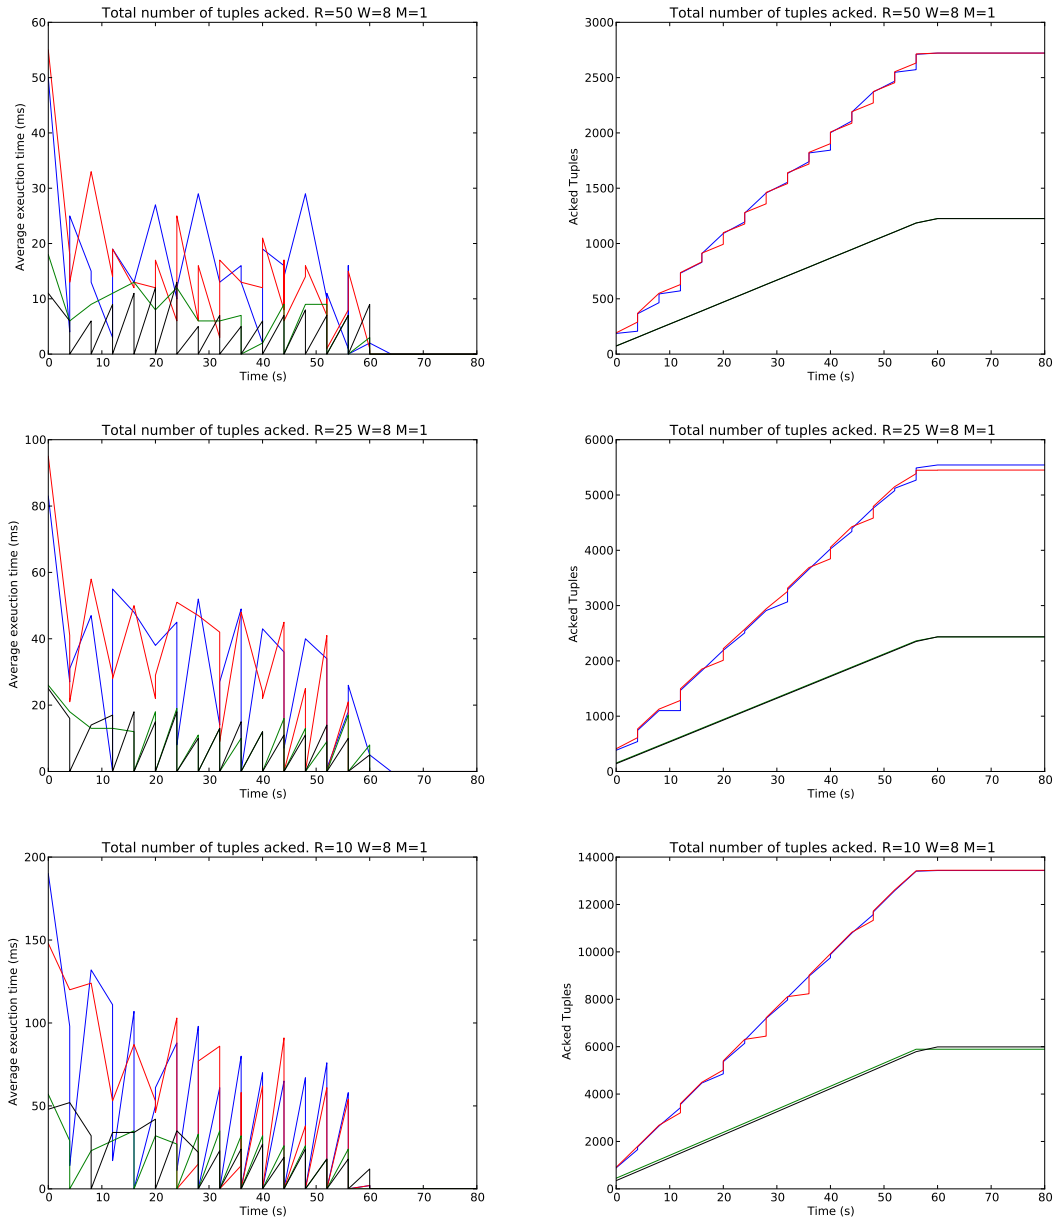 Total number of tuples acked. R=50 W=8 M=1
Average exeuction time (ms)
60
50
40
30
20
10
0
0 10 20 30 40 50 60 70 80
Time (s)
Total number of tuples acked. R=50 W=8 M=1
Acked Tuples
3000
2500
2000
1500
1000
500
0
0 10 20 30 40 50 60 70 80
Time (s)
Total number of tuples acked. R=25 W=8 M=1
Average exeuction time (ms)
100
80
60
40
20
0
0 10 20 30 40 50 60 70 80
Time (s)
Total number of tuples acked. R=25 W=8 M=1
Acked Tuples
6000
5000
4000
3000
2000
1000
0
0 10 20 30 40 50 60 70 80
Time (s)
Total number of tuples acked. R=10 W=8 M=1
Average exeuction time (ms)
200
150
100
50
0
0 10 20 30 40 50 60 70 80
Time (s)
Total number of tuples acked. R=10 W=8 M=1
Acked Tuples
14000
12000
10000
8000
6000
4000
2000
0
0 10 20 30 40 50 60 70 80
Time (s)